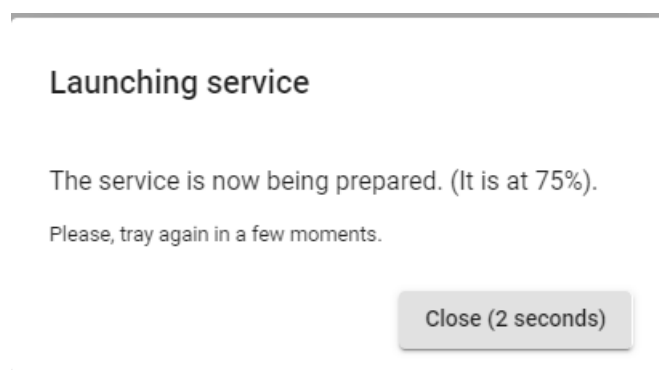 Launching service
The service is now being prepared. (It is at 75%).
Please, tray again in a few moments.
Close (2 seconds)